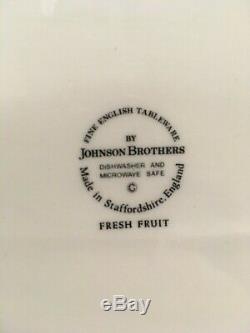 FINE ENGLISH TABLEWARE
BY
JOHNSON BROTHERS
DISHWASHER AND
MICROWAVE SAFE
©
Made in Staffordshire, England
FRESH FRUIT